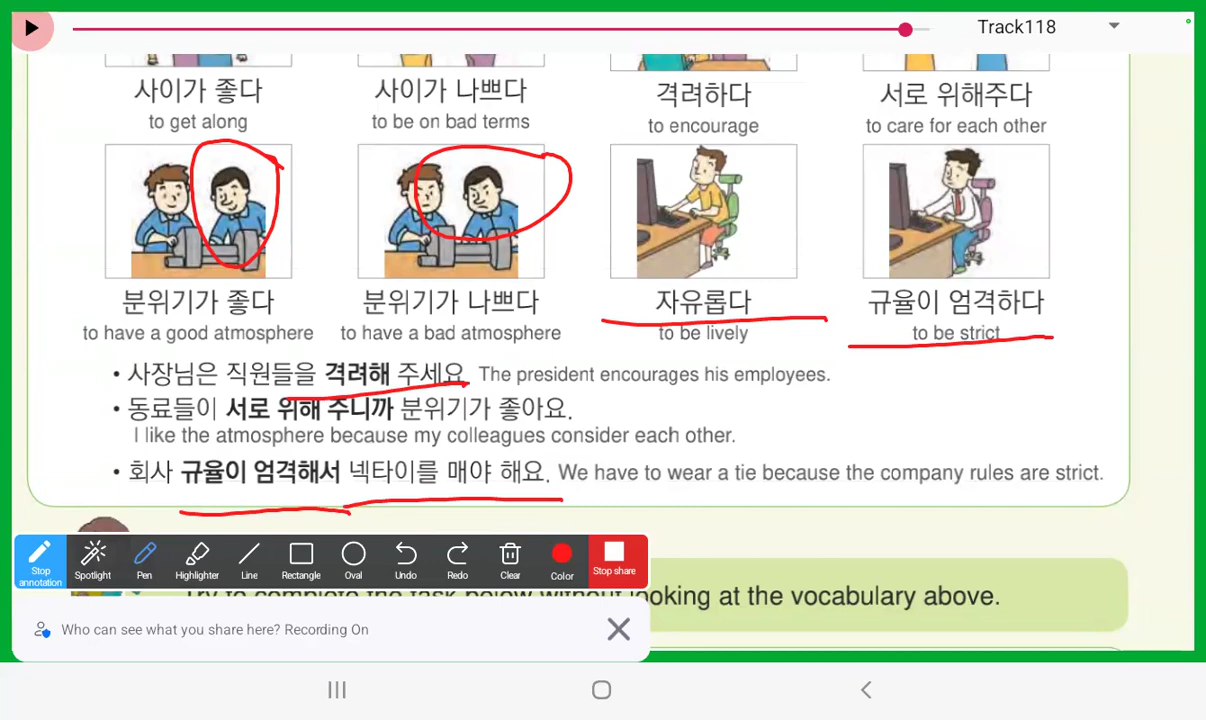 Track118
사이가 좋다 사이가 나쁘다 격려하다 서로 위해주다
to get along to be on bad terms to encourage to care for each other
분위기가 좋다 분위기가 나쁘다 자유롭다 규율이 엄격하다
to have a good atmosphere to have a bad atmosphere to be lively to be strict
• 사장님은 직원들을 격려해 주세요. The president encourages his employees.
• 동료들이 서로 위해 주니까 분위기가 좋아요.
I like the atmosphere because my colleagues consider each other.
• 회사 규율이 엄격해서 넥타이를 매야 해요. We have to wear a tie because the company rules are strict.
Stop annotation Spotlight Pen Highlighter Line Rectangle Oval Undo Redo Clear Color Stop share
Try to complete the task below without looking at the vocabulary above.
Who can see what you share here? Recording On